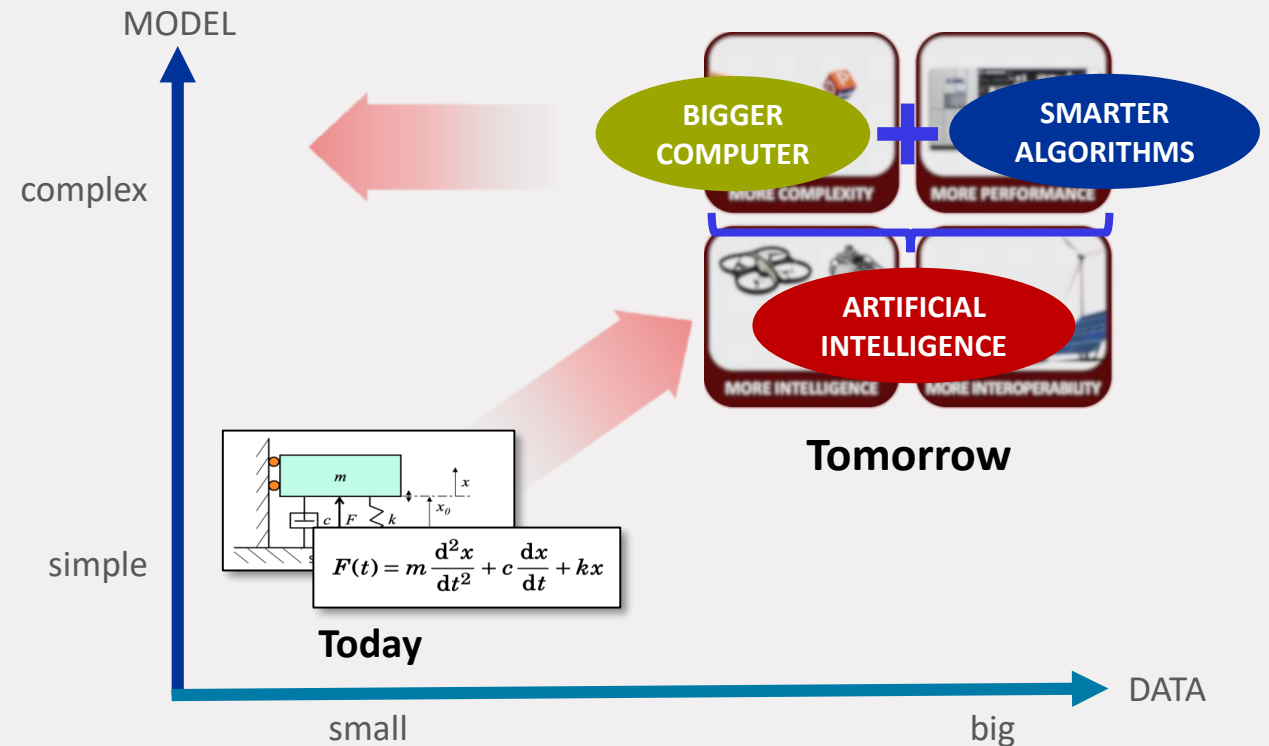 MODEL
BIGGER
COMPUTER
+
SMARTER
ALGORITHMS
complex
MORE COMPLEXITY
MORE PERFORMANCE
ARTIFICIAL
INTELLIGENCE
MORE INTELLIGENCE
MORE INTEROPERABILITY
Tomorrow
m
x
x₀
c
F
k
s
simple
F(t) = m d²x/dt² + c dx/dt + kx
Today
DATA
small
big